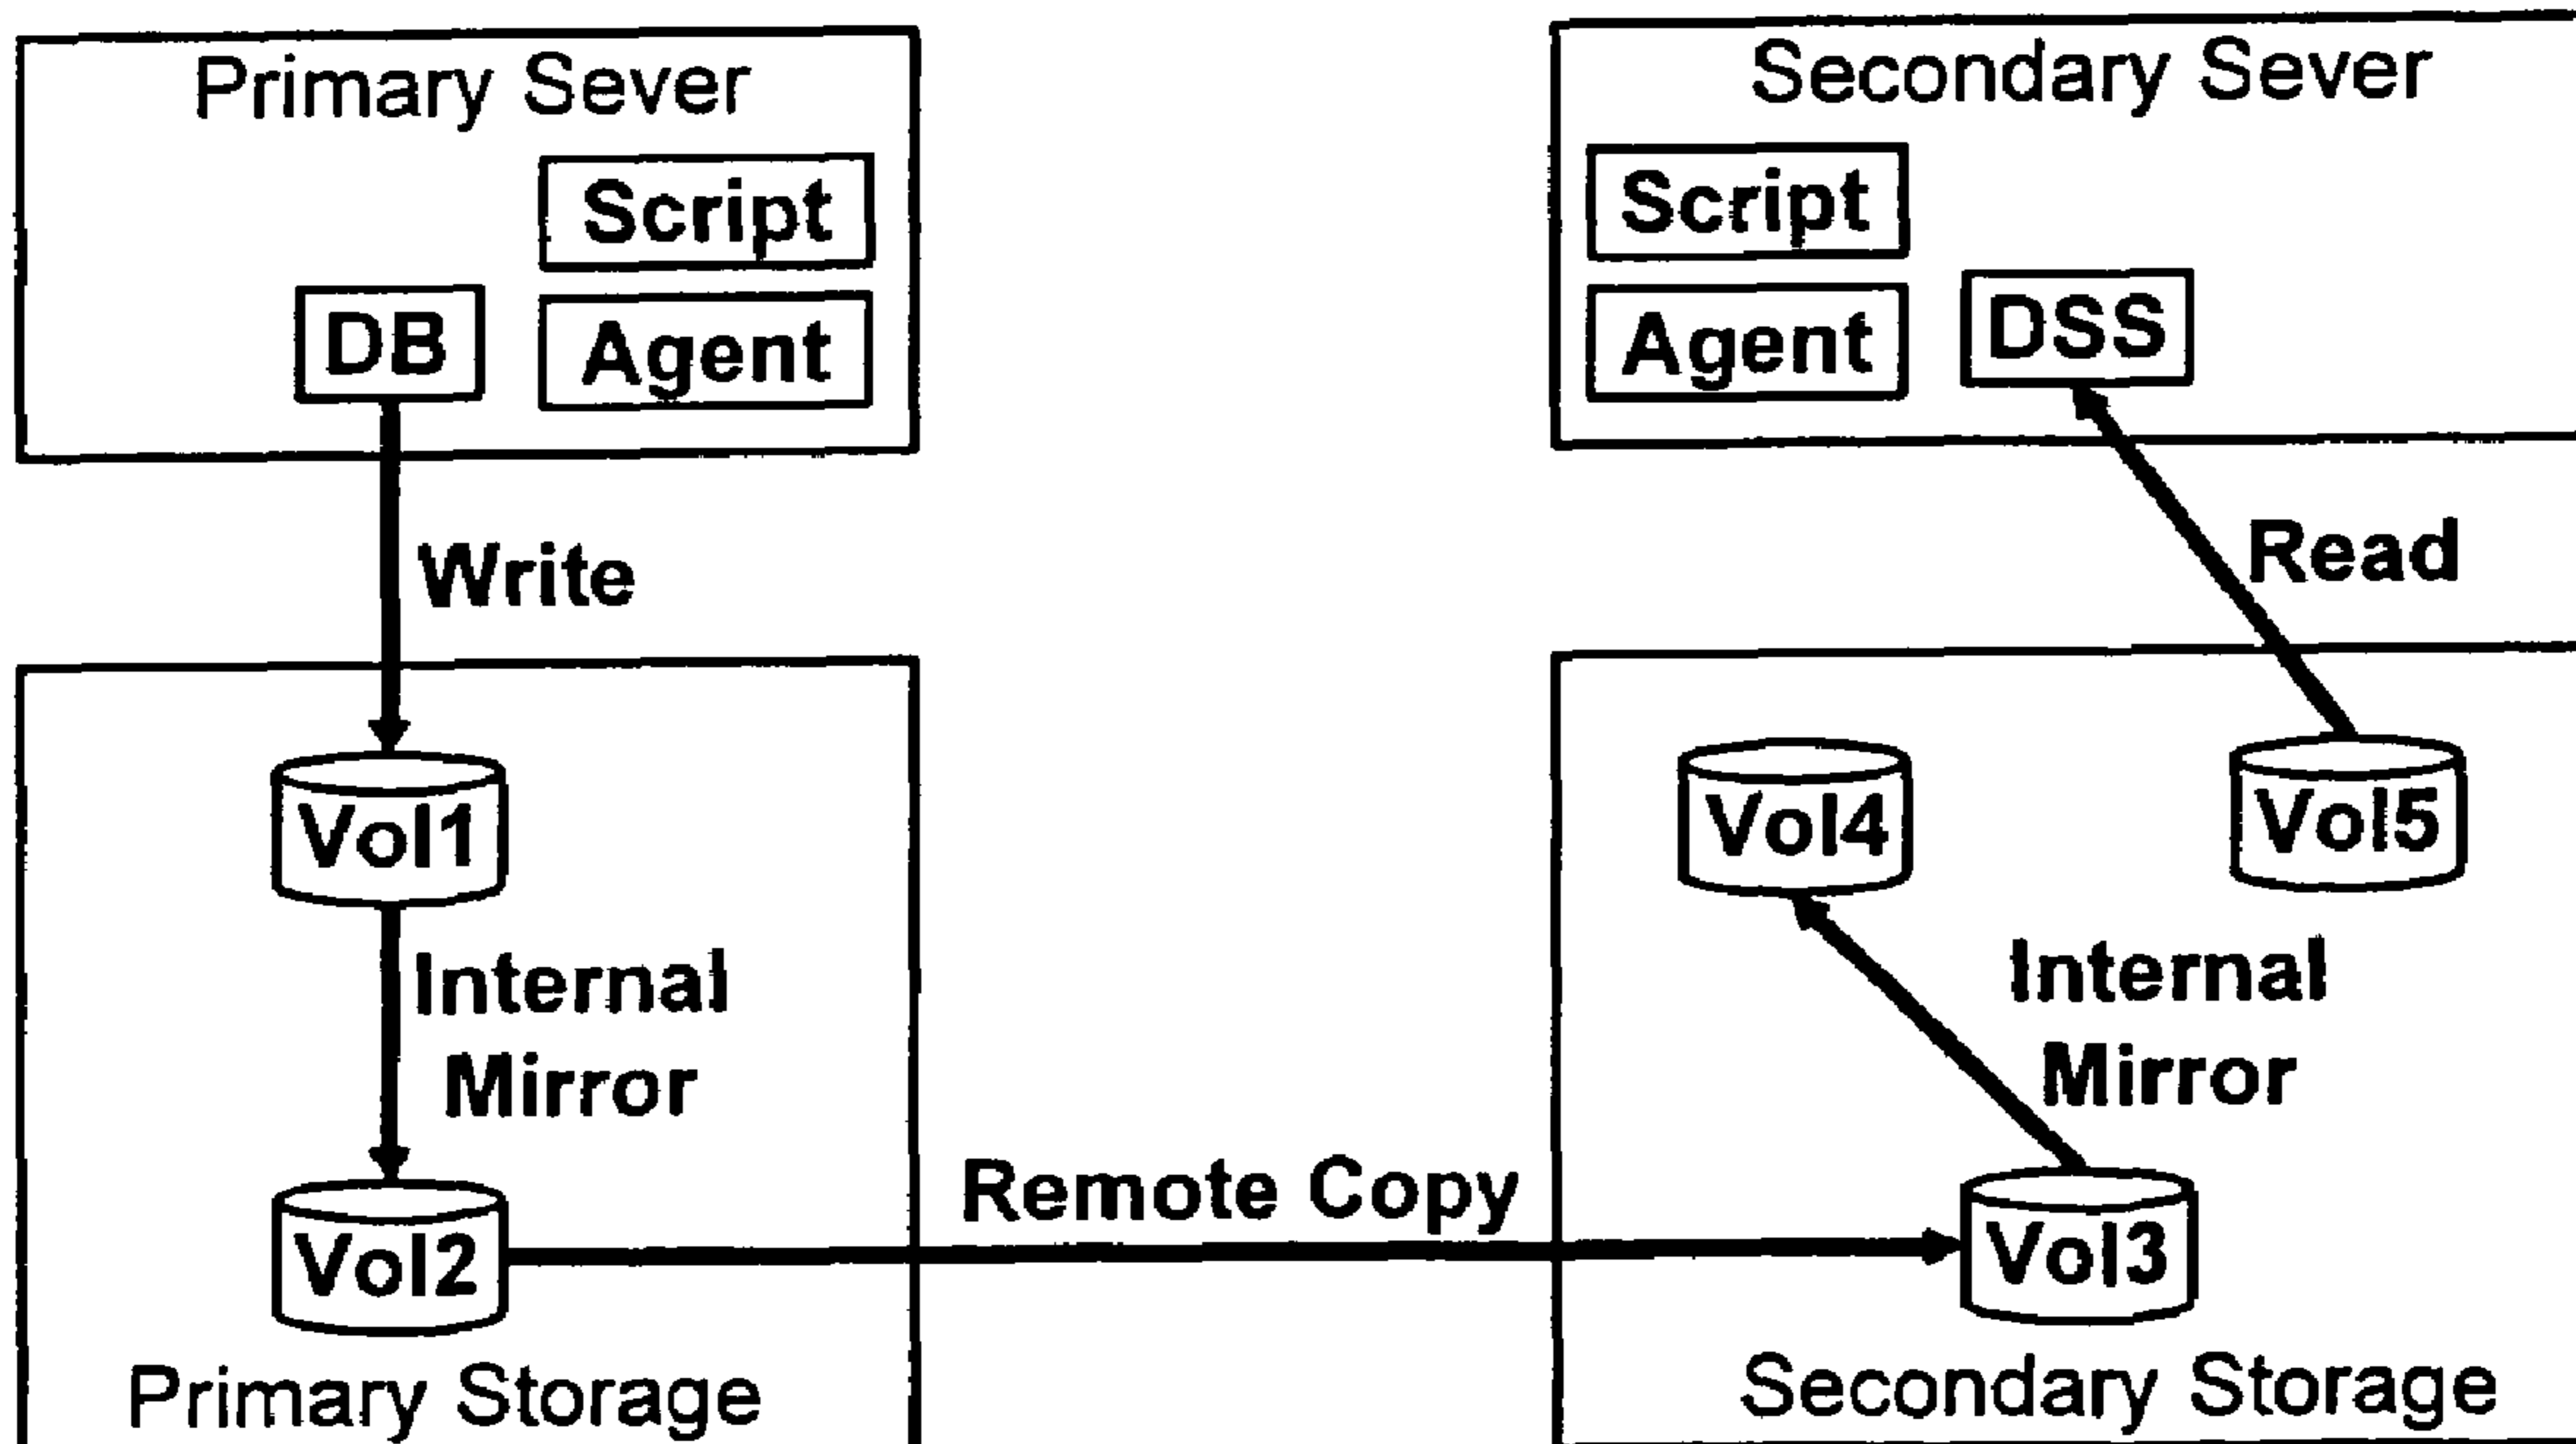 Primary Sever
Script
DB
Agent
Write
Vol1
Internal
Mirror
Vol2
Primary Storage
Remote Copy
Secondary Sever
Script
Agent
DSS
Read
Vol4
Vol5
Internal
Mirror
Vol3
Secondary Storage